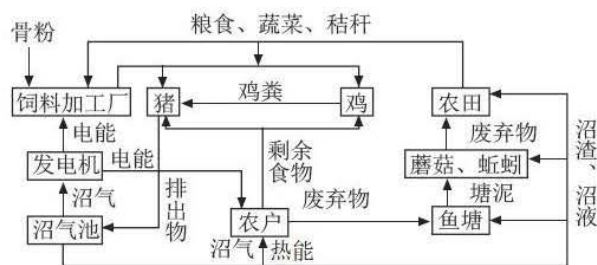 粮食、蔬菜、秸秆
骨粉
饲料加工厂
猪
鸡粪
鸡
农田
电能
发电机
电能
排出物
剩余
食物
废弃物
蘑菇、蚯蚓
沼渣、沼液
沼气
废弃物
塘泥
沼气池
农户
鱼塘
沼气
热能